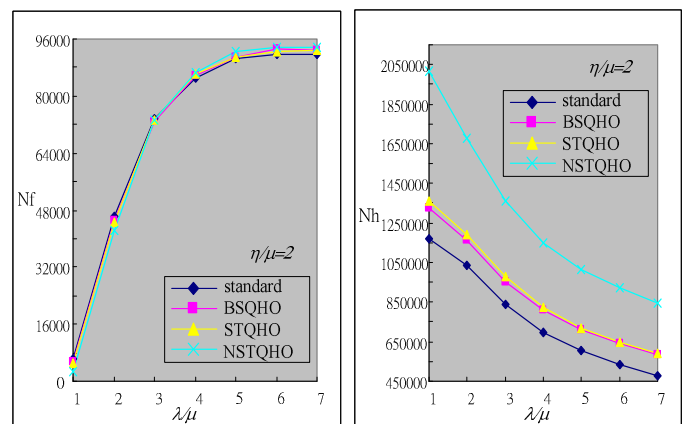 96000
80000
64000
48000
32000
16000
0
Nf
η/μ=2
standard
BSQHO
STQHO
NSTQHO
1 2 3 4 5 6 7
λ/μ
2050000
1850000
1650000
1450000
1250000
1050000
850000
650000
450000
Nh
η/μ=2
standard
BSQHO
STQHO
NSTQHO
1 2 3 4 5 6 7
λ/μ